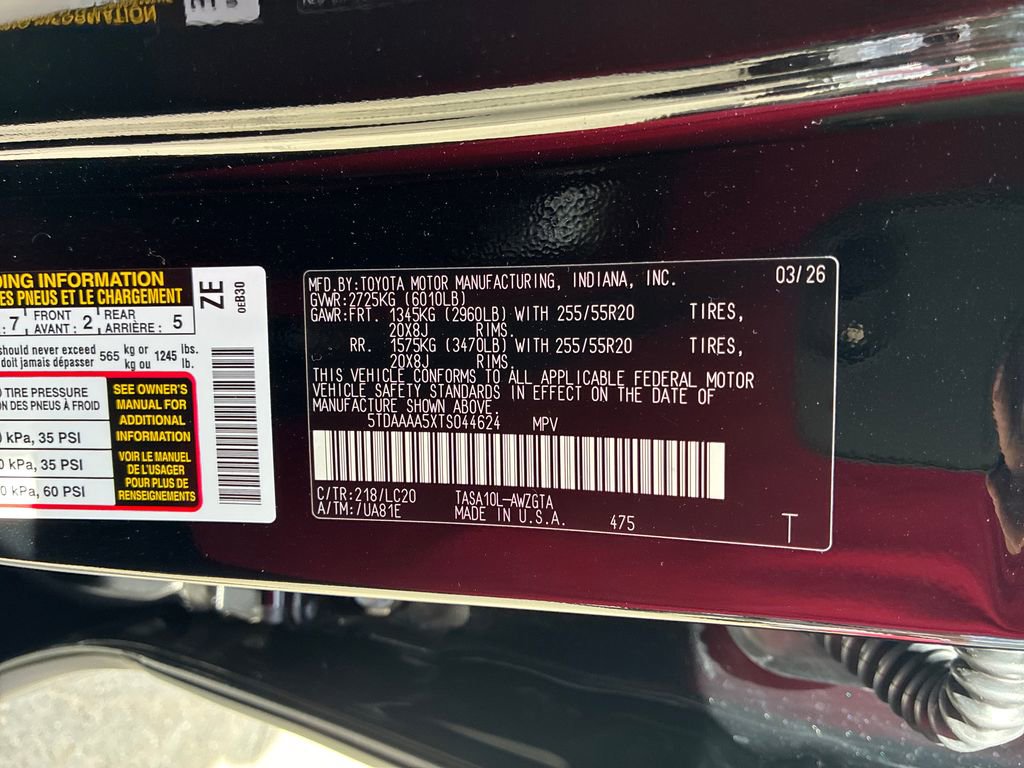 INFORMATION
DING INFORMATION
ES PNEUS ET LE CHARGEMENT
: 7 FRONT AVANT : 2 REAR ARRIÈRE : 5
should never exceed 565 kg or 1245 lbs.
doit jamais dépasser kg ou lb.
TIRE PRESSURE
ON DES PNEUS À FROID
kPa, 35 PSI
0 kPa, 35 PSI
0 kPa, 60 PSI
SEE OWNER'S
MANUAL FOR
ADDITIONAL
INFORMATION
VOIR LE MANUEL
DE L'USAGER
POUR PLUS DE
RENSEIGNEMENTS
ZE
0EB30
MFD.BY:TOYOTA MOTOR MANUFACTURING, INDIANA, INC. 03/26
GVWR:2725KG (6010LB)
GAWR:FRT. 1345KG (2960LB) WITH 255/55R20 TIRES,
20X8J RIMS.
RR. 1575KG (3470LB) WITH 255/55R20 TIRES,
20X8J RIMS.
THIS VEHICLE CONFORMS TO ALL APPLICABLE FEDERAL MOTOR
VEHICLE SAFETY STANDARDS IN EFFECT ON THE DATE OF
MANUFACTURE SHOWN ABOVE
5TDAAAA5XTS044624 MPV
C/TR:218/LC20 TASA10L-AWZGTA
A/TM:/UA81E MADE IN U.S.A. 475
T